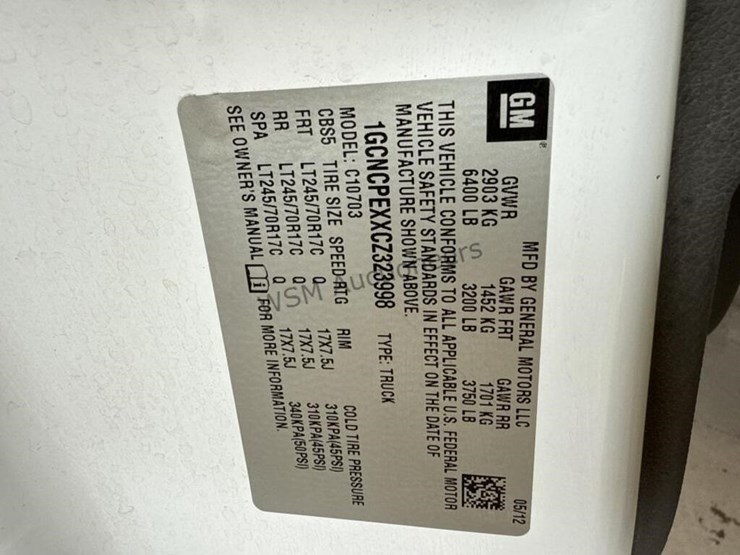 GM
MFD BY GENERAL MOTORS LLC 05/12
GVWR GAWR FRT GAWR RR
2903 KG 1452 KG 1701 KG
6400 LB 3200 LB 3750 LB
THIS VEHICLE CONFORMS TO ALL APPLICABLE U.S. FEDERAL MOTOR
VEHICLE SAFETY STANDARDS IN EFFECT ON THE DATE OF
MANUFACTURE SHOWN ABOVE.
1GCNCPEXXCZ323998 TYPE: TRUCK
MODEL: C10703
CBS5 TIRE SIZE SPEED RTG RIM COLD TIRE PRESSURE
FRT LT245/70R17C Q 17X7.5J 310KPA(45PSI)
RR LT245/70R17C Q 17X7.5J 310KPA(45PSI)
SPA LT245/70R17C Q 17X7.5J 340KPA(50PSI)
SEE OWNER'S MANUAL FOR MORE INFORMATION.
WSM Auctioneers